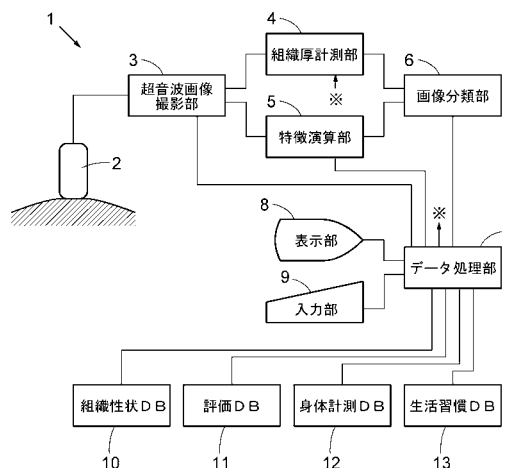 1
3
超音波画像
撮影部
4
組織厚計測部
※
5
特徴演算部
6
画像分類部
2
8
表示部
※
9
入力部
データ処理部
組織性状DB
評価DB
身体計測DB
生活習慣DB
10
11
12
13